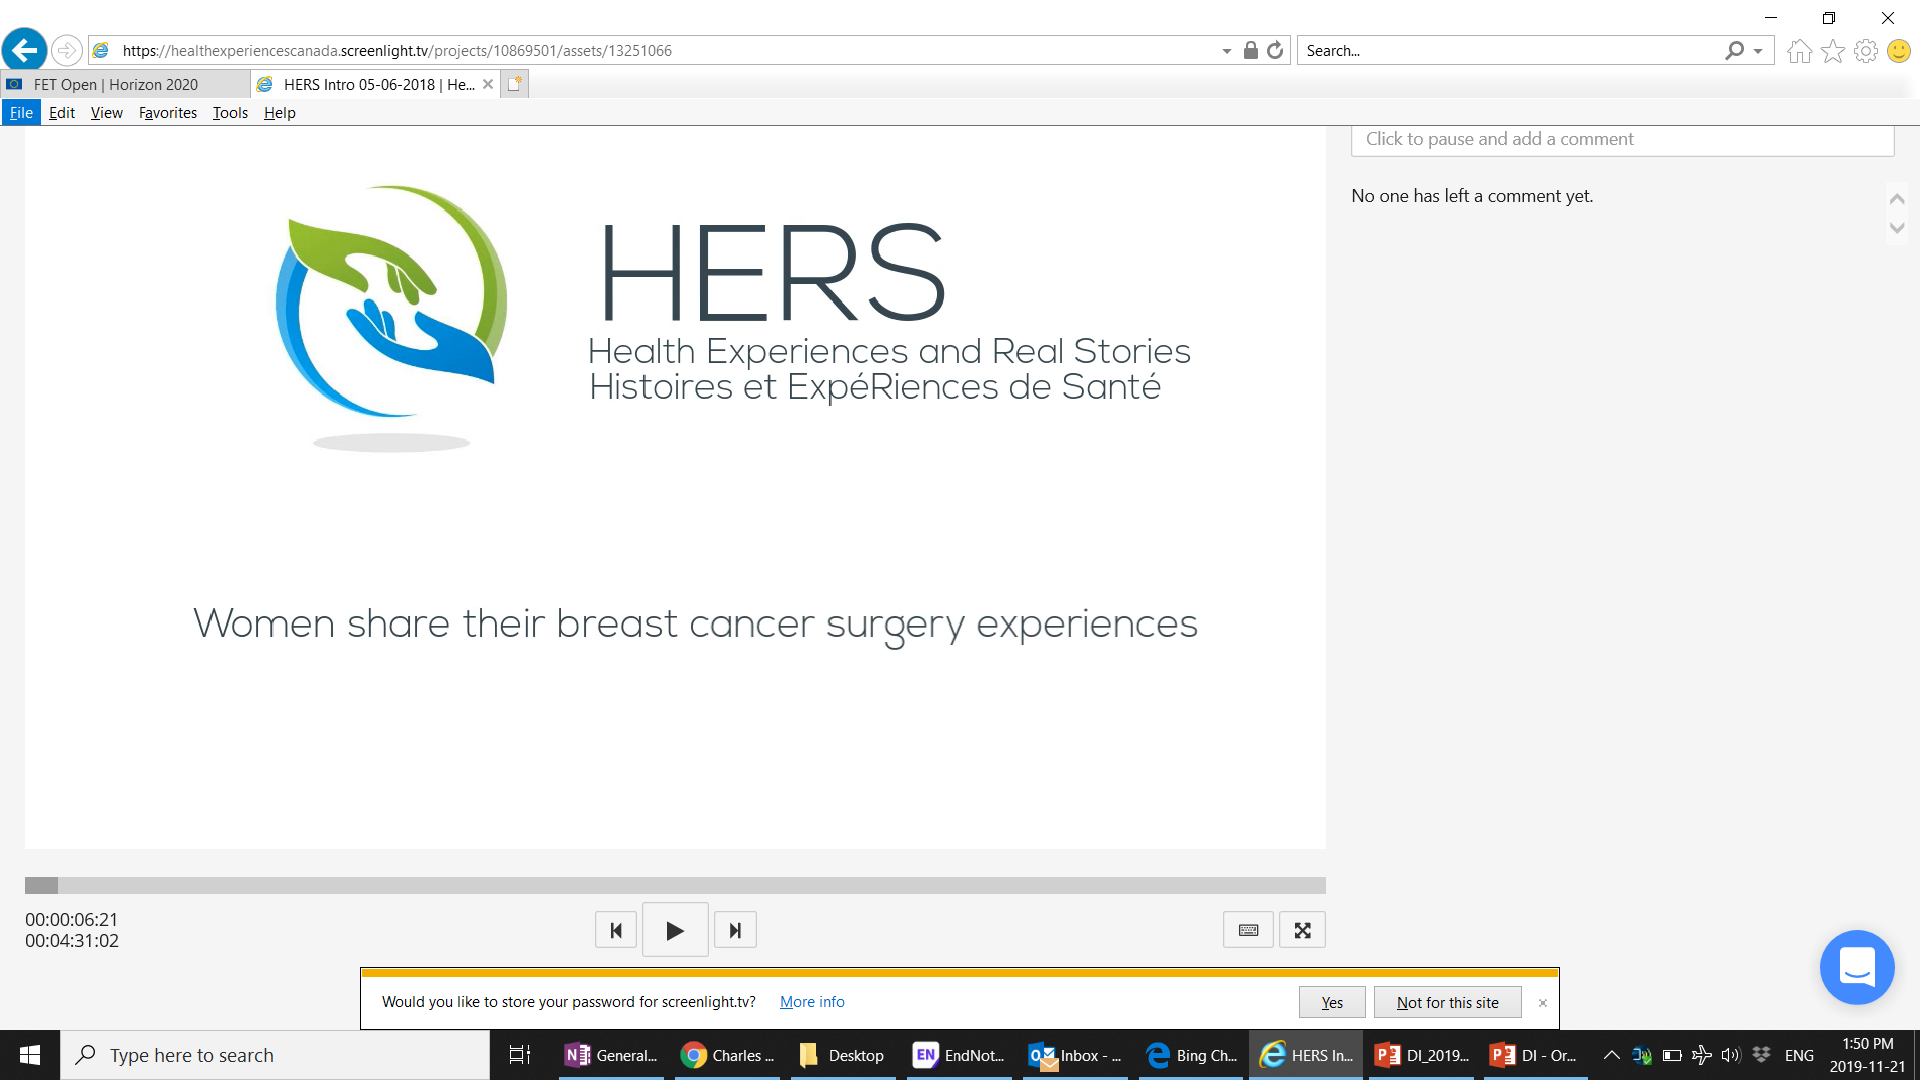 https://healthexperiencescanada.screenlight.tv/projects/10869501/assets/13251066
Search...
FET Open | Horizon 2020
HERS Intro 05-06-2018 | He...
File Edit View Favorites Tools Help
Click to pause and add a comment
No one has left a comment yet.
HERS
Health Experiences and Real Stories
Histoires et ExpéRiences de Santé
Women share their breast cancer surgery experiences
00:00:06:21
00:04:31:02
Would you like to store your password for screenlight.tv? More info Yes Not for this site
Type here to search
N General...
Charles ...
Desktop
EN EndNot...
Inbox - ...
Bing Ch...
HERS In...
P DI_2019...
P DI - Or...
ENG
1:50 PM
2019-11-21